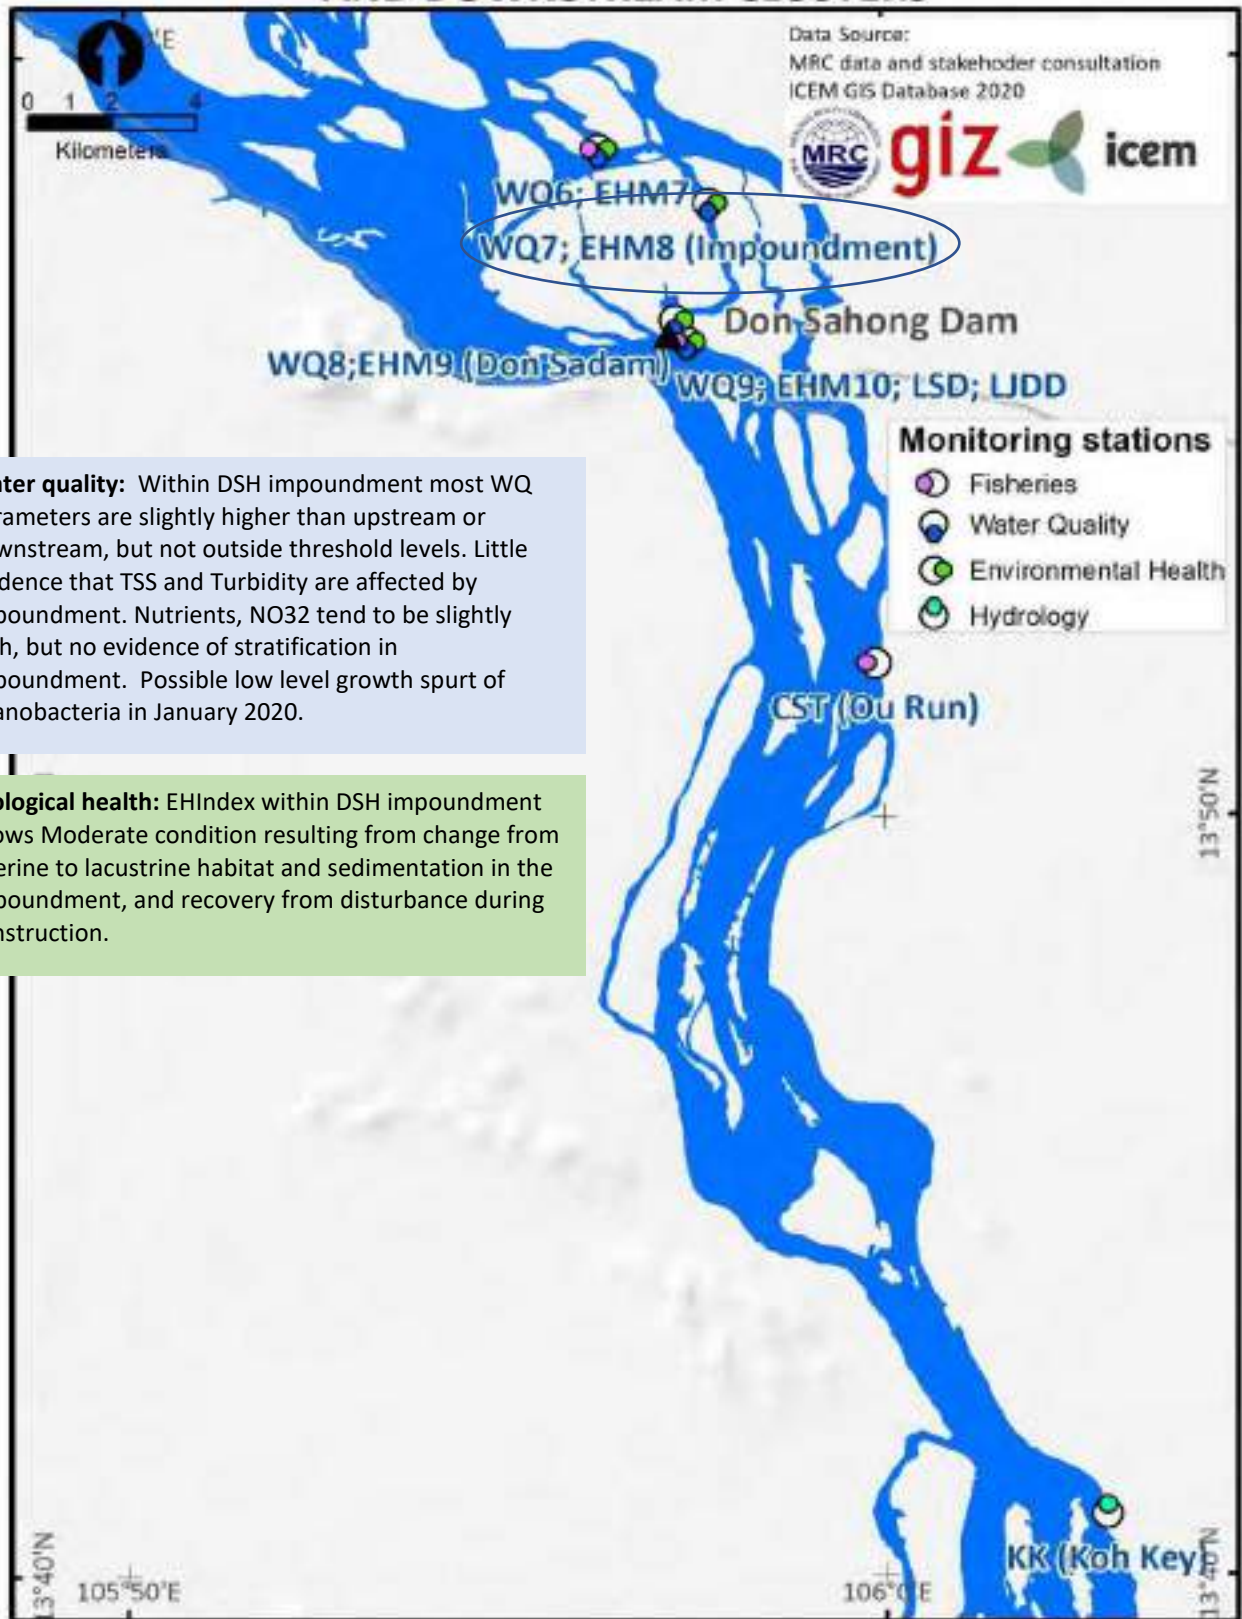 Data Source:
MRC data and stakehoder consultation
ICEM GIS Database 2020
MRC giz icem
0 1 2 4
Kilometers
WQ6; EHM7
WQ7; EHM8 (Impoundment)
Don Sahong Dam
WQ8;EHM9 (Don Sadam)
WQ9; EHM10; LSD; LJDD
Monitoring stations
Fisheries
Water Quality
Environmental Health
Hydrology
ter quality: Within DSH impoundment most WQ
rameters are slightly higher than upstream or
wnstream, but not outside threshold levels. Little
idence that TSS and Turbidity are affected by
poundment. Nutrients, NO32 tend to be slightly
h, but no evidence of stratification in
poundment. Possible low level growth spurt of
anobacteria in January 2020.
CST (Ou Run)
13°50'N
ological health: EHIndex within DSH impoundment
ows Moderate condition resulting from change from
erine to lacustrine habitat and sedimentation in the
poundment, and recovery from disturbance during
nstruction.
KK (Koh Key)
13°40'N
105°50'E
106°0'E
13°40'N